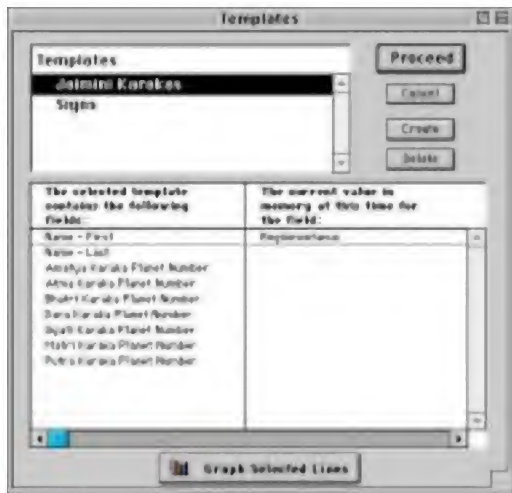 Templates
Templates
Proceed
Jaimini Karakas
Signs
Cancel
Create
Delete
The selected template
contains the following
fields:
The current value in
memory at this time for
the field:
Name - First
Name - Last
Amatya Karaka Planet Number
Atma Karaka Planet Number
Bhatri Karaka Planet Number
Dara Karaka Planet Number
Gnati Karaka Planet Number
Matri Karaka Planet Number
Putra Karaka Planet Number
Graph Selected Lines